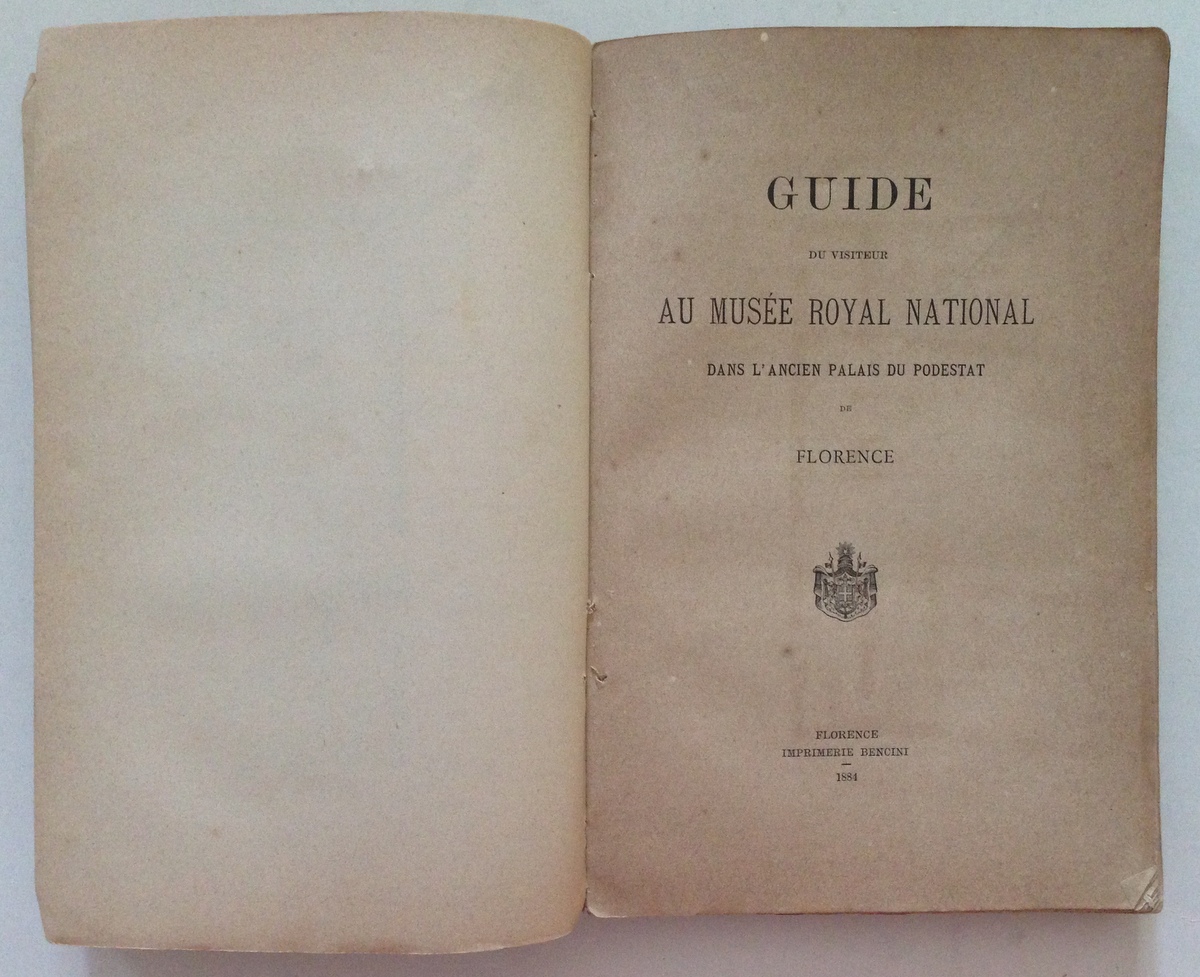 GUIDE
DU VISITEUR
AU MUSÉE ROYAL NATIONAL
DANS L'ANCIEN PALAIS DU PODESTAT
DE
FLORENCE
FLORENCE
IMPRIMERIE BENCINI
1884